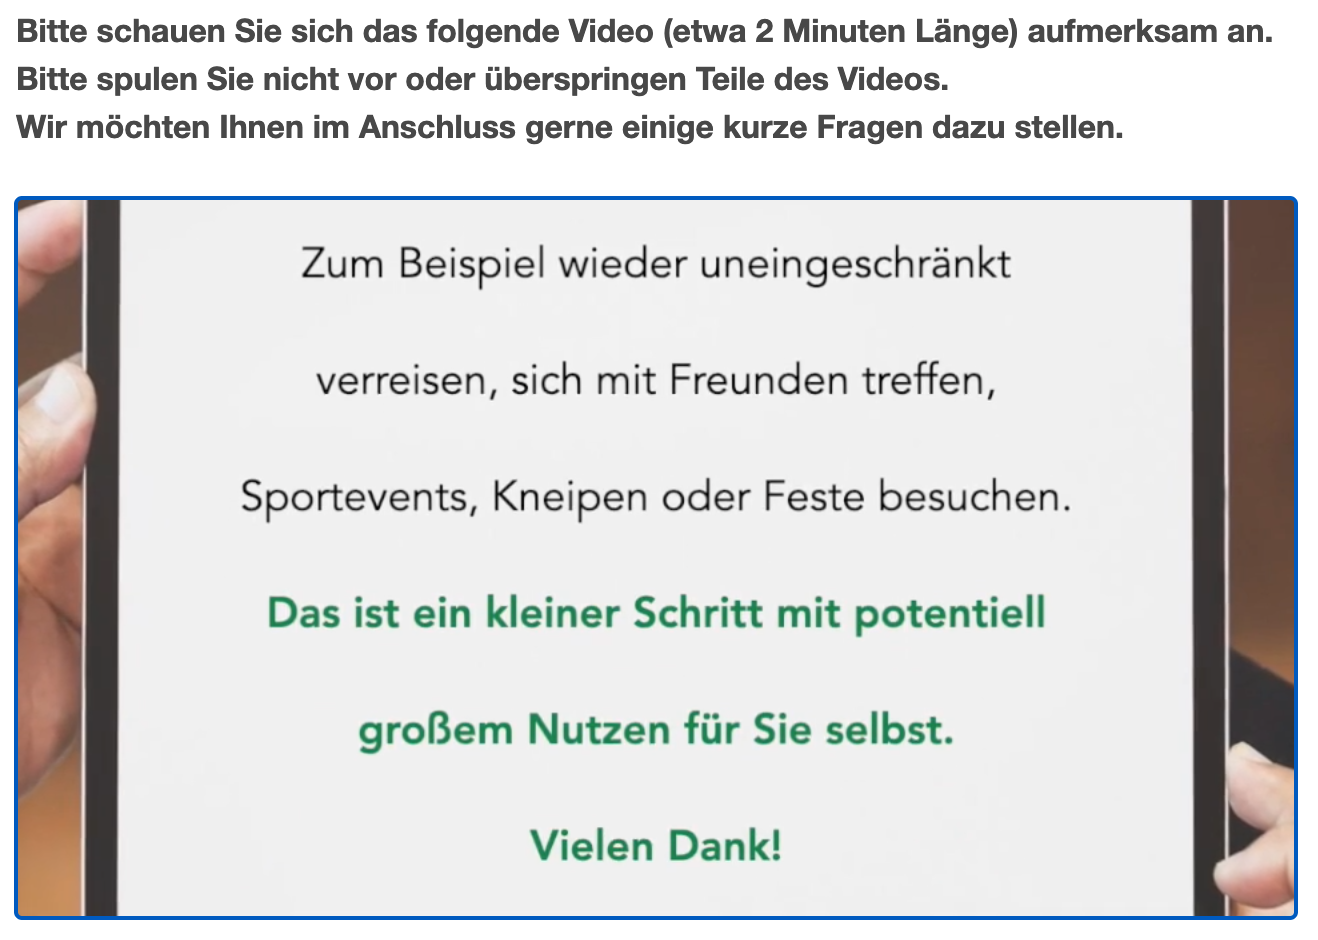 Bitte schauen Sie sich das folgende Video (etwa 2 Minuten Länge) aufmerksam an.
Bitte spulen Sie nicht vor oder überspringen Teile des Videos.
Wir möchten Ihnen im Anschluss gerne einige kurze Fragen dazu stellen.
Zum Beispiel wieder uneingeschränkt
verreisen, sich mit Freunden treffen,
Sportevents, Kneipen oder Feste besuchen.
Das ist ein kleiner Schritt mit potentiell
großem Nutzen für Sie selbst.
Vielen Dank!